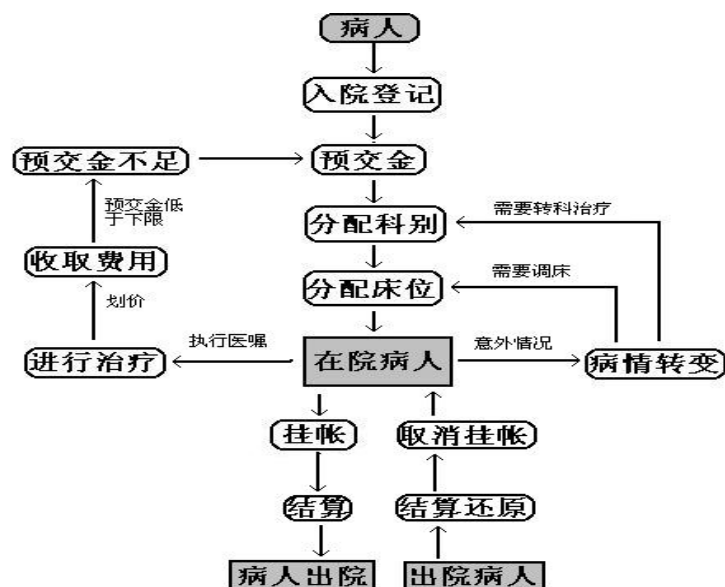 病人
入院登记
预交金不足
预交金
预交金低
于下限
需要转科治疗
分配科别
收取费用
需要调床
分配床位
划价
执行医嘱
意外情况
进行治疗
在院病人
病情转变
挂帐
取消挂帐
结算
结算还原
病人出院
出院病人